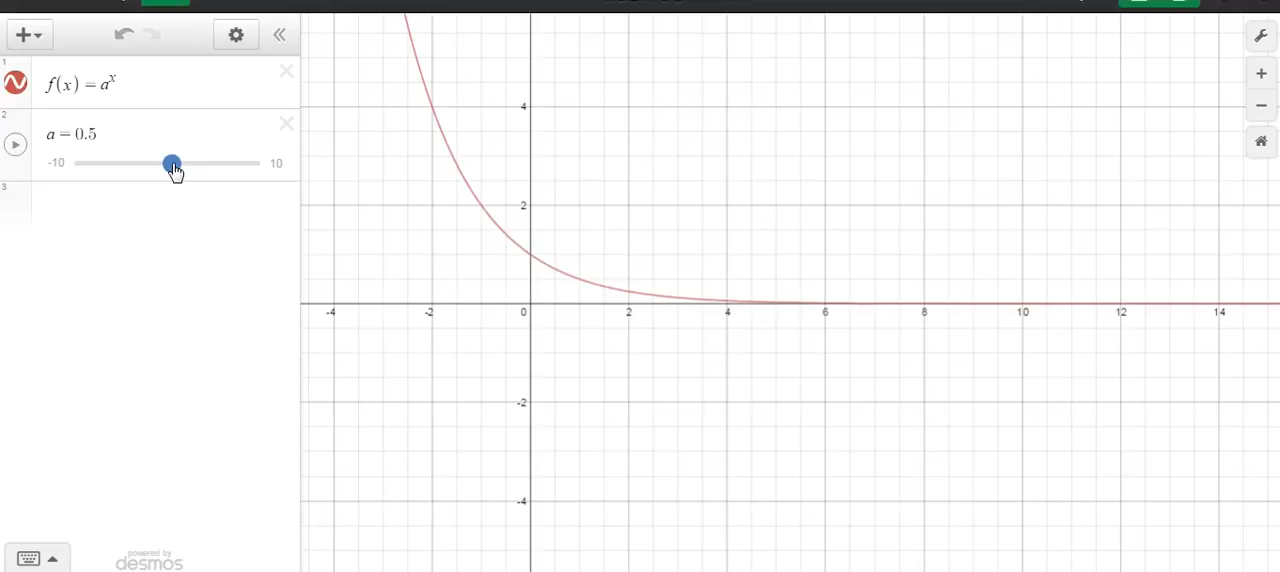 1
f(x) = a^x
2
a = 0.5
-10 10
3
powered by
desmos
4
2
-4 -2 0 2 4 6 8 10 12 14
-2
-4